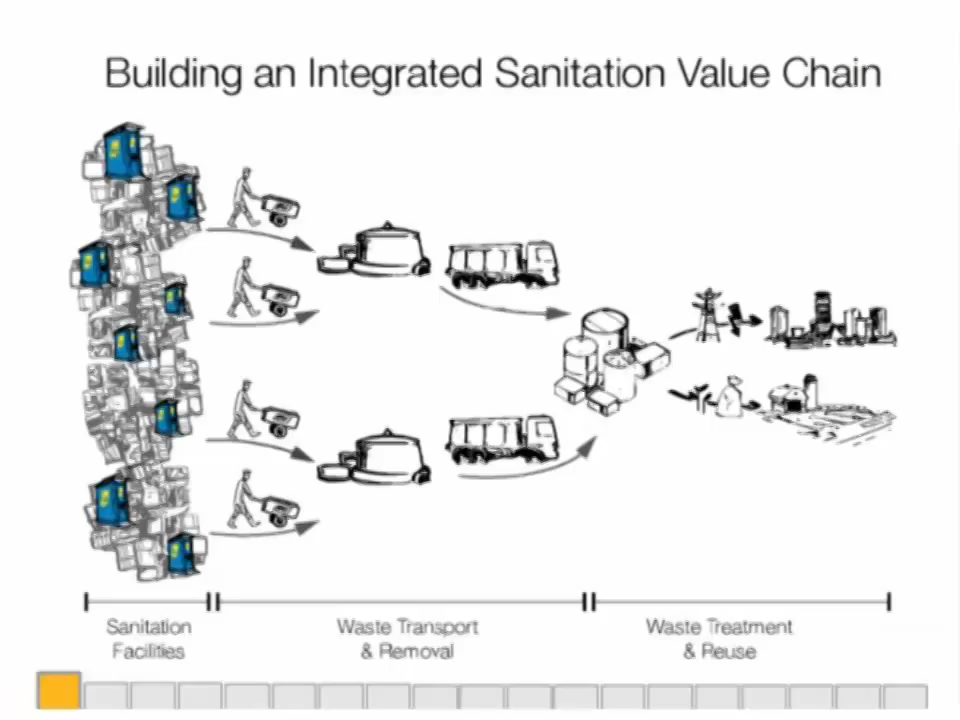 Building an Integrated Sanitation Value Chain
Sanitation
Facilities
Waste Transport
& Removal
Waste Treatment
& Reuse